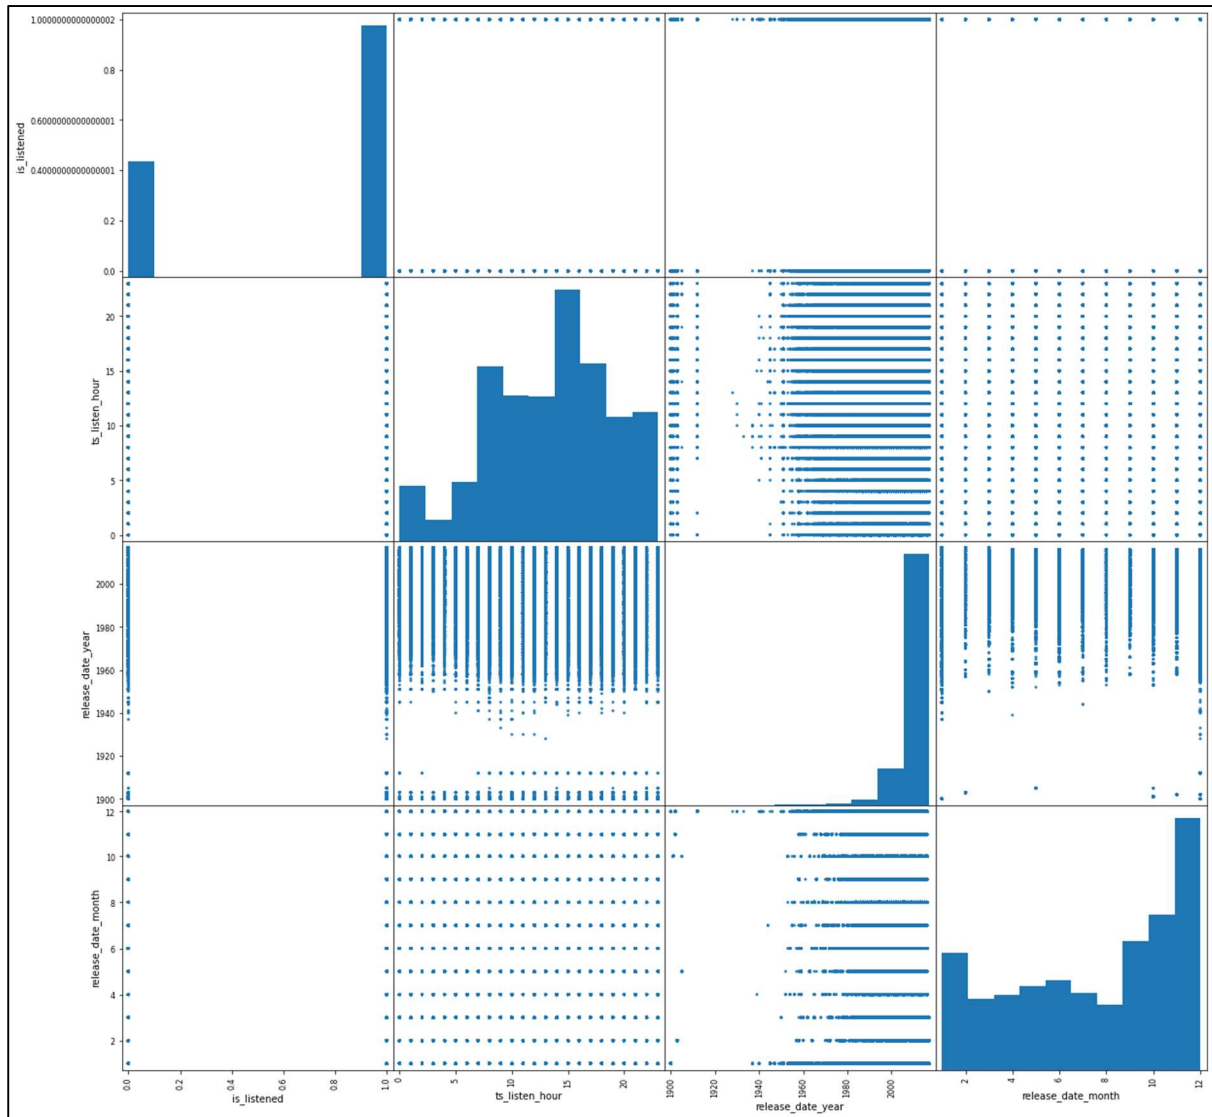 1.0000000000000002
0.8
0.6000000000000001
0.4000000000000001
0.2
0.0
is_listened
20
15
10
5
0
ts_listen_hour
2000
1980
1960
1940
1920
1900
release_date_year
12
10
8
6
4
2
release_date_month
0.0 0.2 0.4 0.6 0.8 1.0
is_listened
0 5 10 15 20
ts_listen_hour
1900 1920 1940 1960 1980 2000
release_date_year
2 4 6 8 10 12
release_date_month